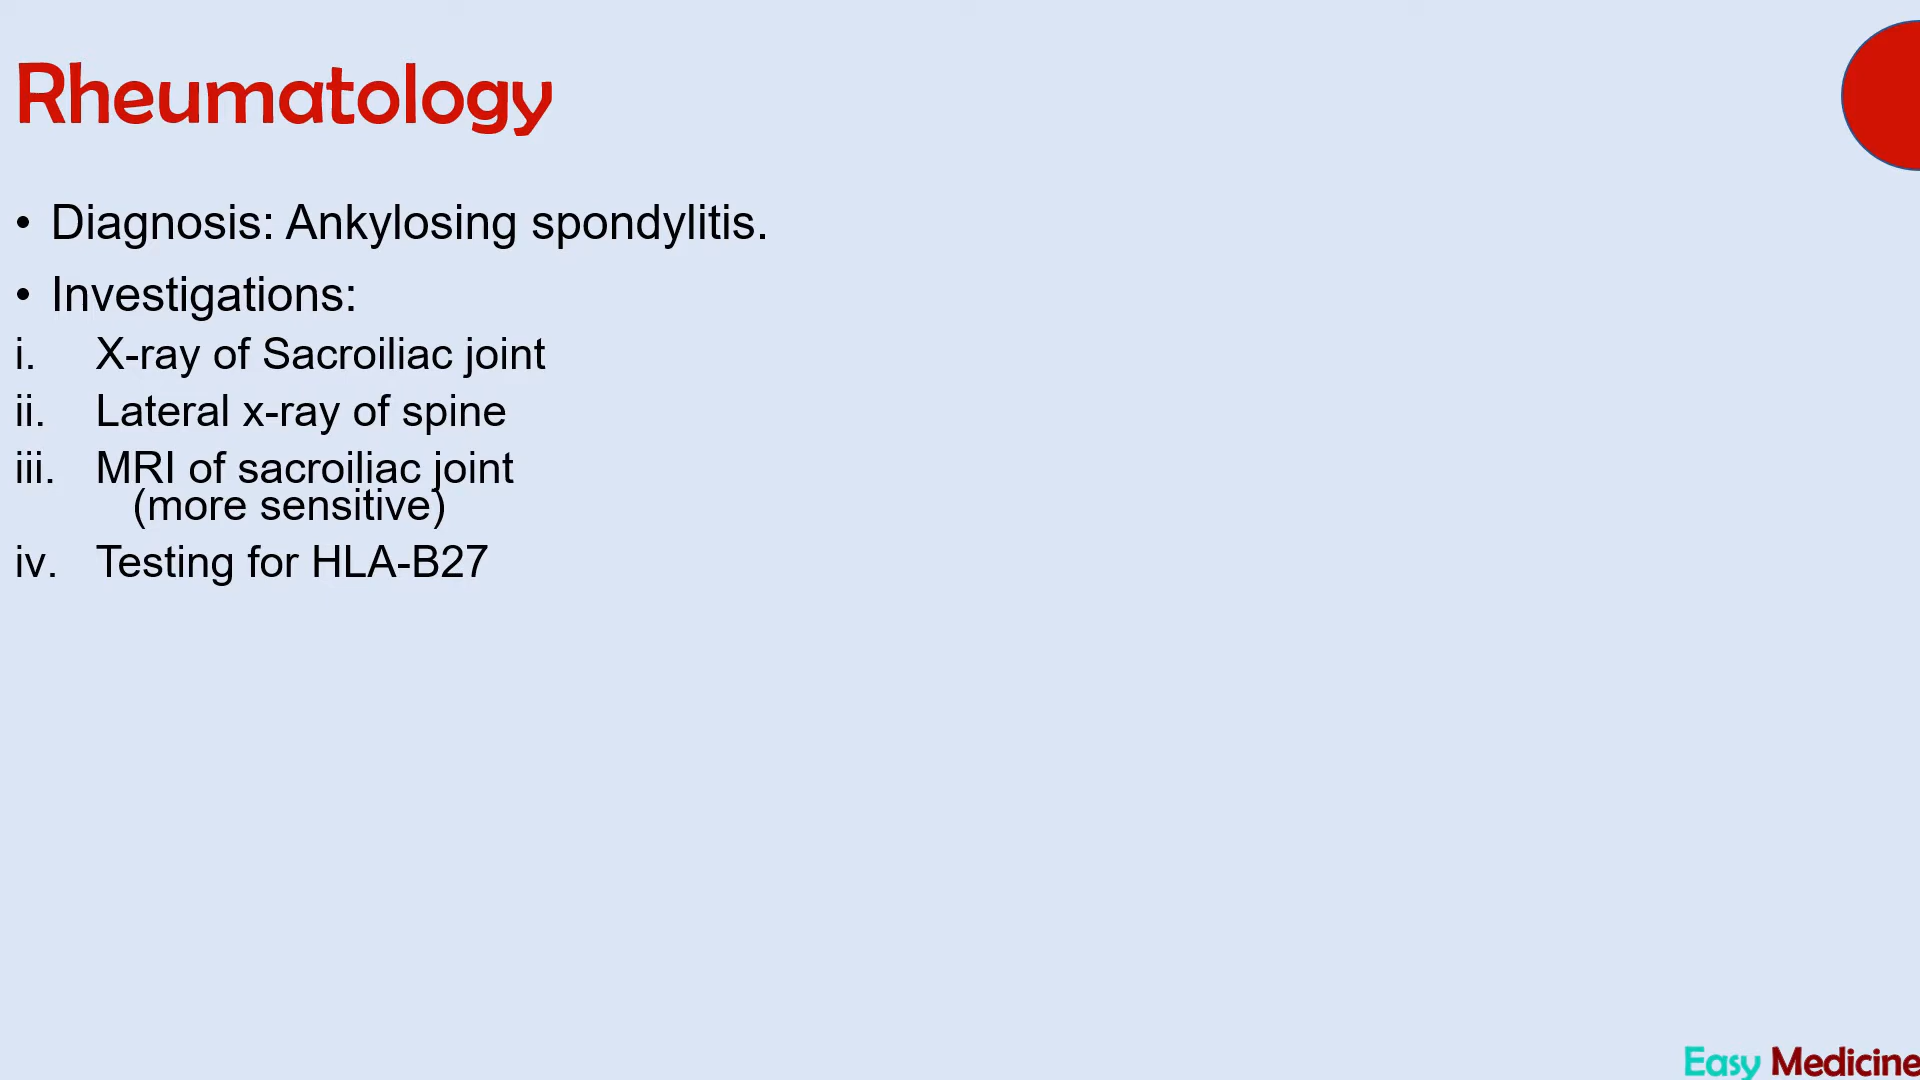 Rheumatology
• Diagnosis: Ankylosing spondylitis.
• Investigations:
i. X-ray of Sacroiliac joint
ii. Lateral x-ray of spine
iii. MRI of sacroiliac joint
(more sensitive)
iv. Testing for HLA-B27
Easy Medicine